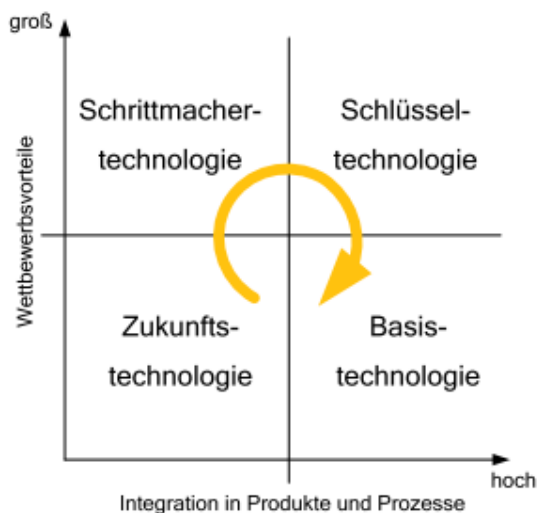 groß
Schrittmacher-
technologie
Schlüssel-
technologie
Wettbewerbsvorteile
Zukunfts-
technologie
Basis-
technologie
hoch
Integration in Produkte und Prozesse